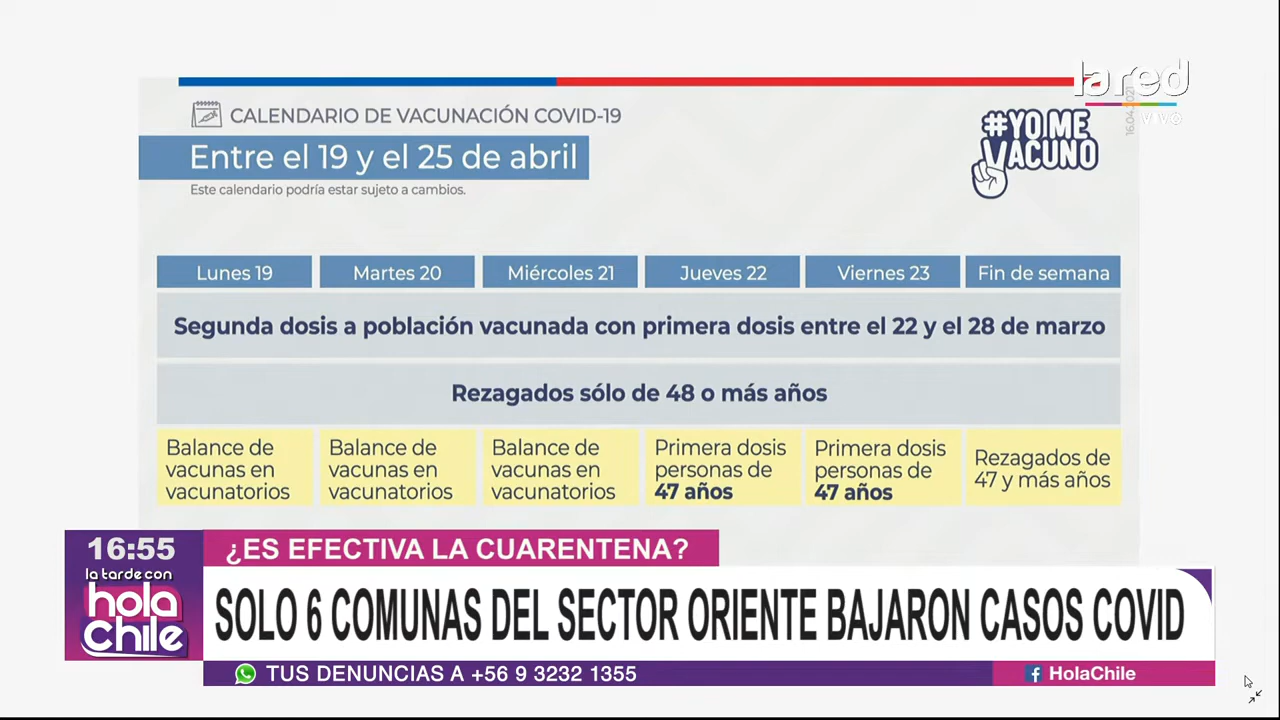 lared
vivo
16.04.2021
CALENDARIO DE VACUNACIÓN COVID-19
Entre el 19 y el 25 de abril
Este calendario podría estar sujeto a cambios.
#YO ME
VACUNO
Lunes 19
Martes 20
Miércoles 21
Jueves 22
Viernes 23
Fin de semana
Segunda dosis a población vacunada con primera dosis entre el 22 y el 28 de marzo
Rezagados sólo de 48 o más años
Balance de
vacunas en
vacunatorios
Balance de
vacunas en
vacunatorios
Balance de
vacunas en
vacunatorios
Primera dosis
personas de
47 años
Primera dosis
personas de
47 años
Rezagados de
47 y más años
16:55
la tarde con
hola
chile
¿ES EFECTIVA LA CUARENTENA?
SOLO 6 COMUNAS DEL SECTOR ORIENTE BAJARON CASOS COVID
TUS DENUNCIAS A +56 9 3232 1355
HolaChile